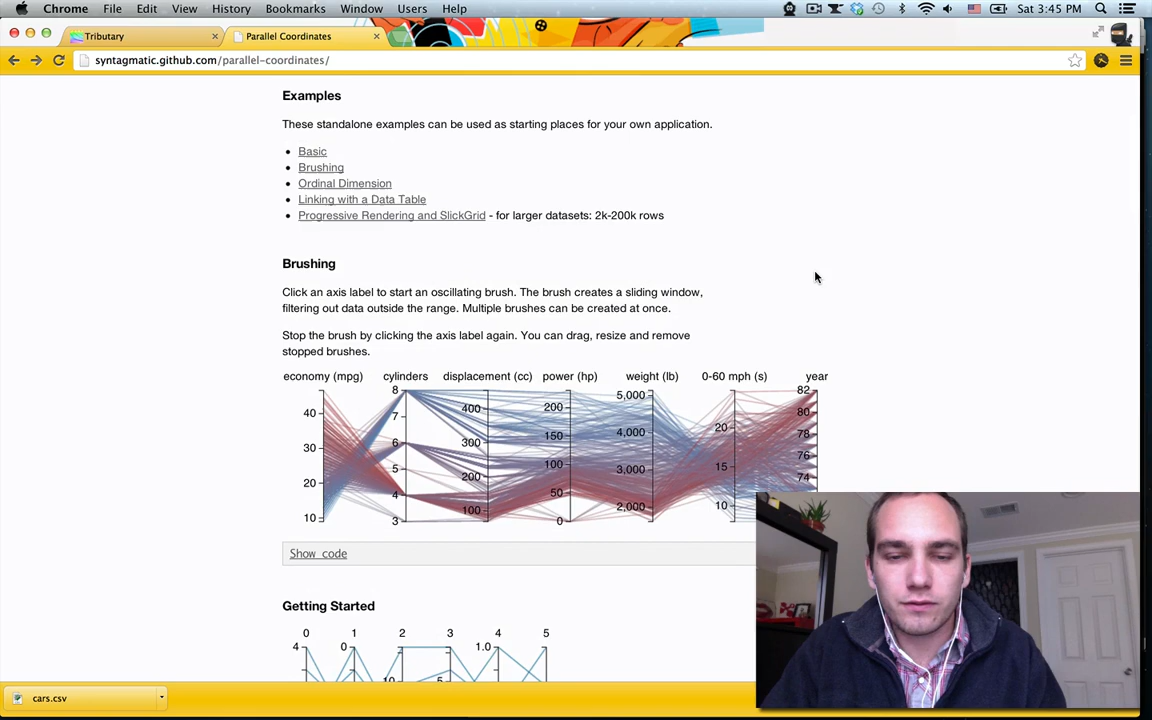 Chrome File Edit View History Bookmarks Window Users Help Sat 3:45 PM
Tributary
Parallel Coordinates
syntagmatic.github.com/parallel-coordinates/
Examples
These standalone examples can be used as starting places for your own application.
Basic
Brushing
Ordinal Dimension
Linking with a Data Table
Progressive Rendering and SlickGrid - for larger datasets: 2k-200k rows
Brushing
Click an axis label to start an oscillating brush. The brush creates a sliding window,
filtering out data outside the range. Multiple brushes can be created at once.
Stop the brush by clicking the axis label again. You can drag, resize and remove
stopped brushes.
economy (mpg) cylinders displacement (cc) power (hp) weight (lb) 0-60 mph (s) year
40 30 20 10
8 7 6 5 4 3
400 300 200 100
200 150 100 50 0
5,000 4,000 3,000 2,000
20 15 10
82 80 78 76 74
Show code
Getting Started
0 1 2 3 4 5
4 0 1.0
cars.csv